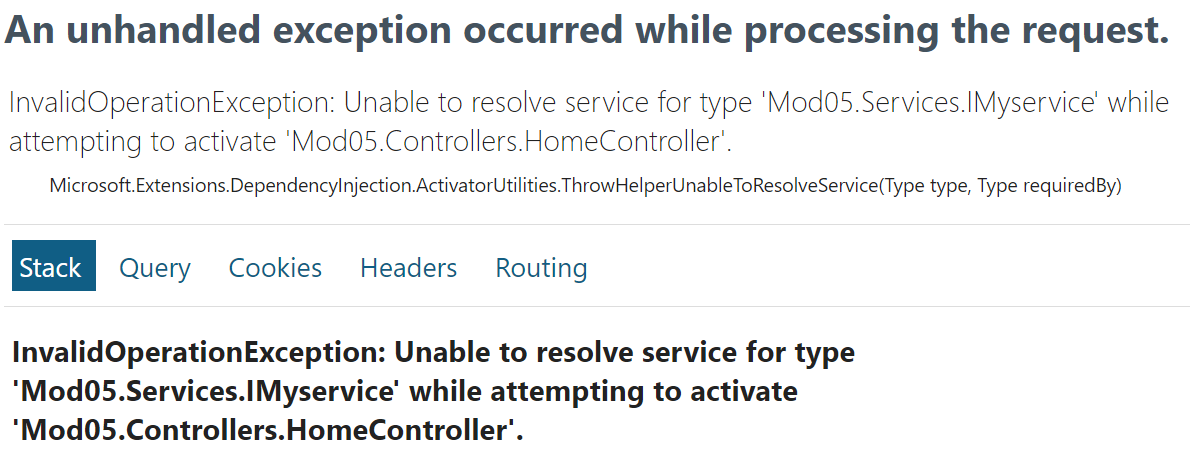 An unhandled exception occurred while processing the request.
InvalidOperationException: Unable to resolve service for type 'Mod05.Services.IMyservice' while
attempting to activate 'Mod05.Controllers.HomeController'.
Microsoft.Extensions.DependencyInjection.ActivatorUtilities.ThrowHelperUnableToResolveService(Type type, Type requiredBy)
Stack Query Cookies Headers Routing
InvalidOperationException: Unable to resolve service for type
'Mod05.Services.IMyservice' while attempting to activate
'Mod05.Controllers.HomeController'.